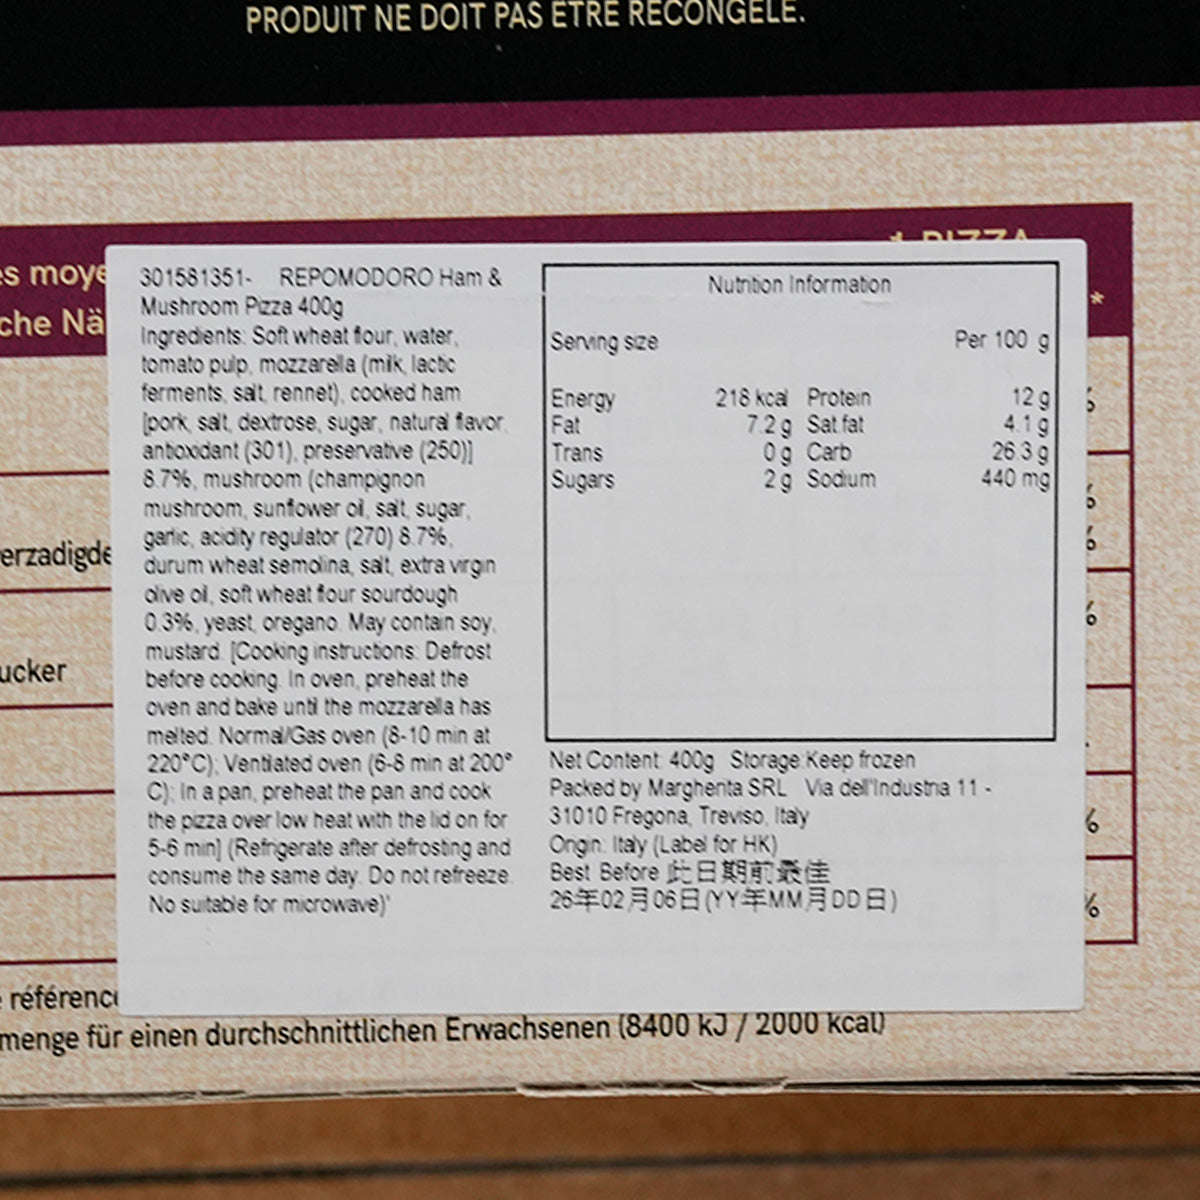 PRODUIT NE DOIT PAS ÊTRE RECONGELÉ.
1 PIZZA
es moye
che Nä
*
301581351- REPOMODORO Ham &
Mushroom Pizza 400g
Ingredients: Soft wheat flour, water,
tomato pulp, mozzarella (milk, lactic
ferments, salt, rennet), cooked ham
[pork, salt, dextrose, sugar, natural flavor,
antioxidant (301), preservative (250)]
8.7%, mushroom (champignon
mushroom, sunflower oil, salt, sugar,
garlic, acidity regulator (270) 8.7%,
durum wheat semolina, salt, extra virgin
olive oil, soft wheat flour sourdough
0.3%, yeast, oregano. May contain soy,
mustard. [Cooking instructions: Defrost
before cooking. In oven, preheat the
oven and bake until the mozzarella has
melted. Normal/Gas oven (8-10 min at
220°C); Ventilated oven (6-8 min at 200°
C); In a pan, preheat the pan and cook
the pizza over low heat with the lid on for
5-6 min] (Refrigerate after defrosting and
consume the same day. Do not refreeze.
No suitable for microwave)'
Nutrition Information
Serving size Per 100 g
Energy 218 kcal Protein 12 g
Fat 7.2 g Sat.fat 4.1 g
Trans 0 g Carb 26.3 g
Sugars 2 g Sodium 440 mg
Net Content: 400g Storage:Keep frozen
Packed by Margherita SRL Via dell'Industria 11 -
31010 Fregona, Treviso, Italy
Origin: Italy (Label for HK)
Best Before 此日期前最佳
26年02月06日(YY年MM月DD日)
erzadigde
ucker
référenc
menge für einen durchschnittlichen Erwachsenen (8400 kJ / 2000 kcal)